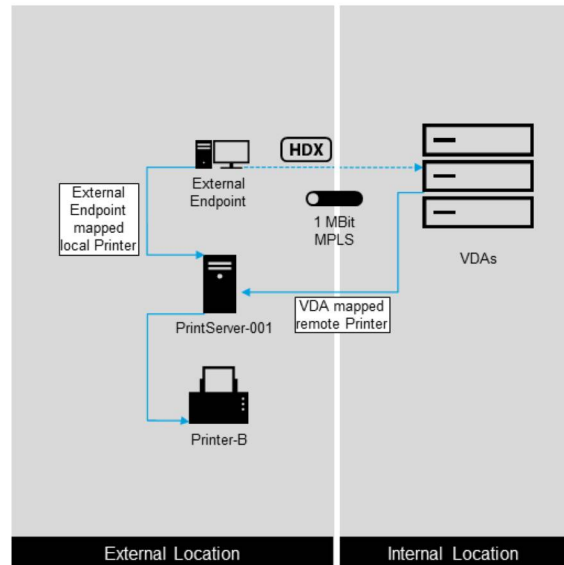 HDX
External
Endpoint
External
Endpoint
mapped
local Printer
1 MBit
MPLS
VDAs
VDA mapped
remote Printer
PrintServer-001
Printer-B
External Location
Internal Location